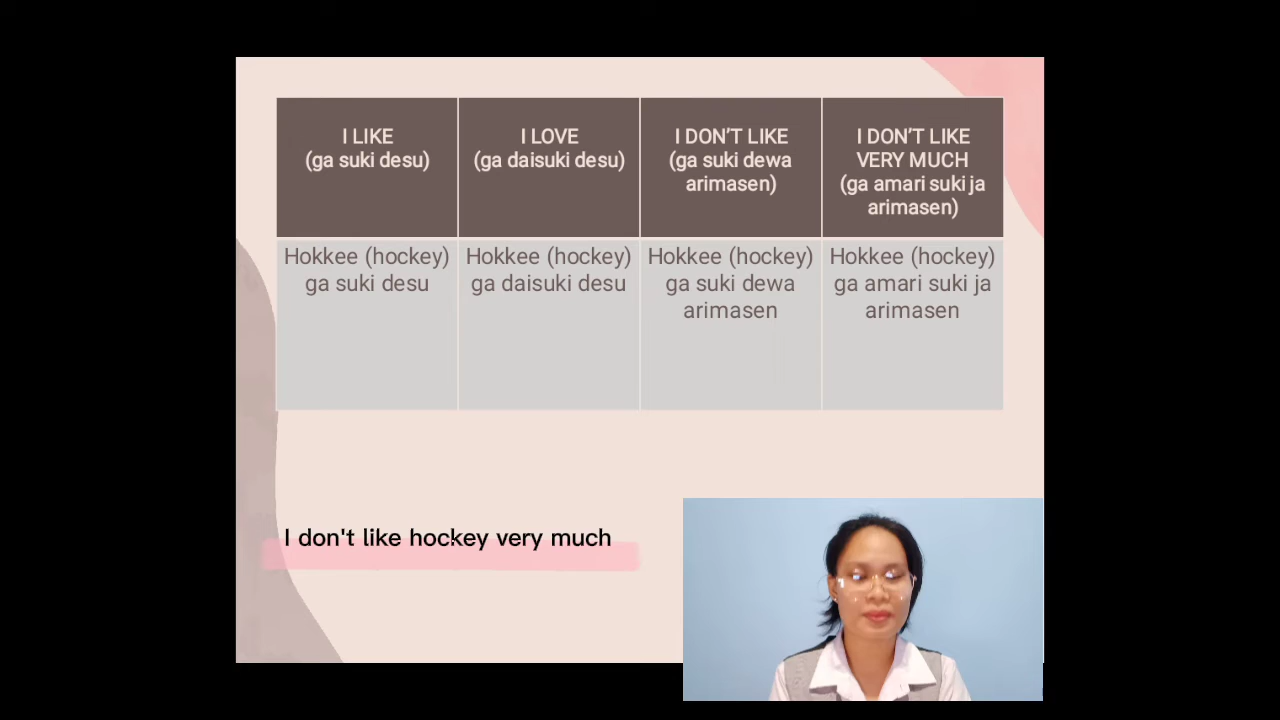 I LIKE
(ga suki desu)
I LOVE
(ga daisuki desu)
I DON'T LIKE
(ga suki dewa
arimasen)
I DON'T LIKE
VERY MUCH
(ga amari suki ja
arimasen)
Hokkee (hockey)
ga suki desu
Hokkee (hockey)
ga daisuki desu
Hokkee (hockey)
ga suki dewa
arimasen
Hokkee (hockey)
ga amari suki ja
arimasen
I don't like hockey very much